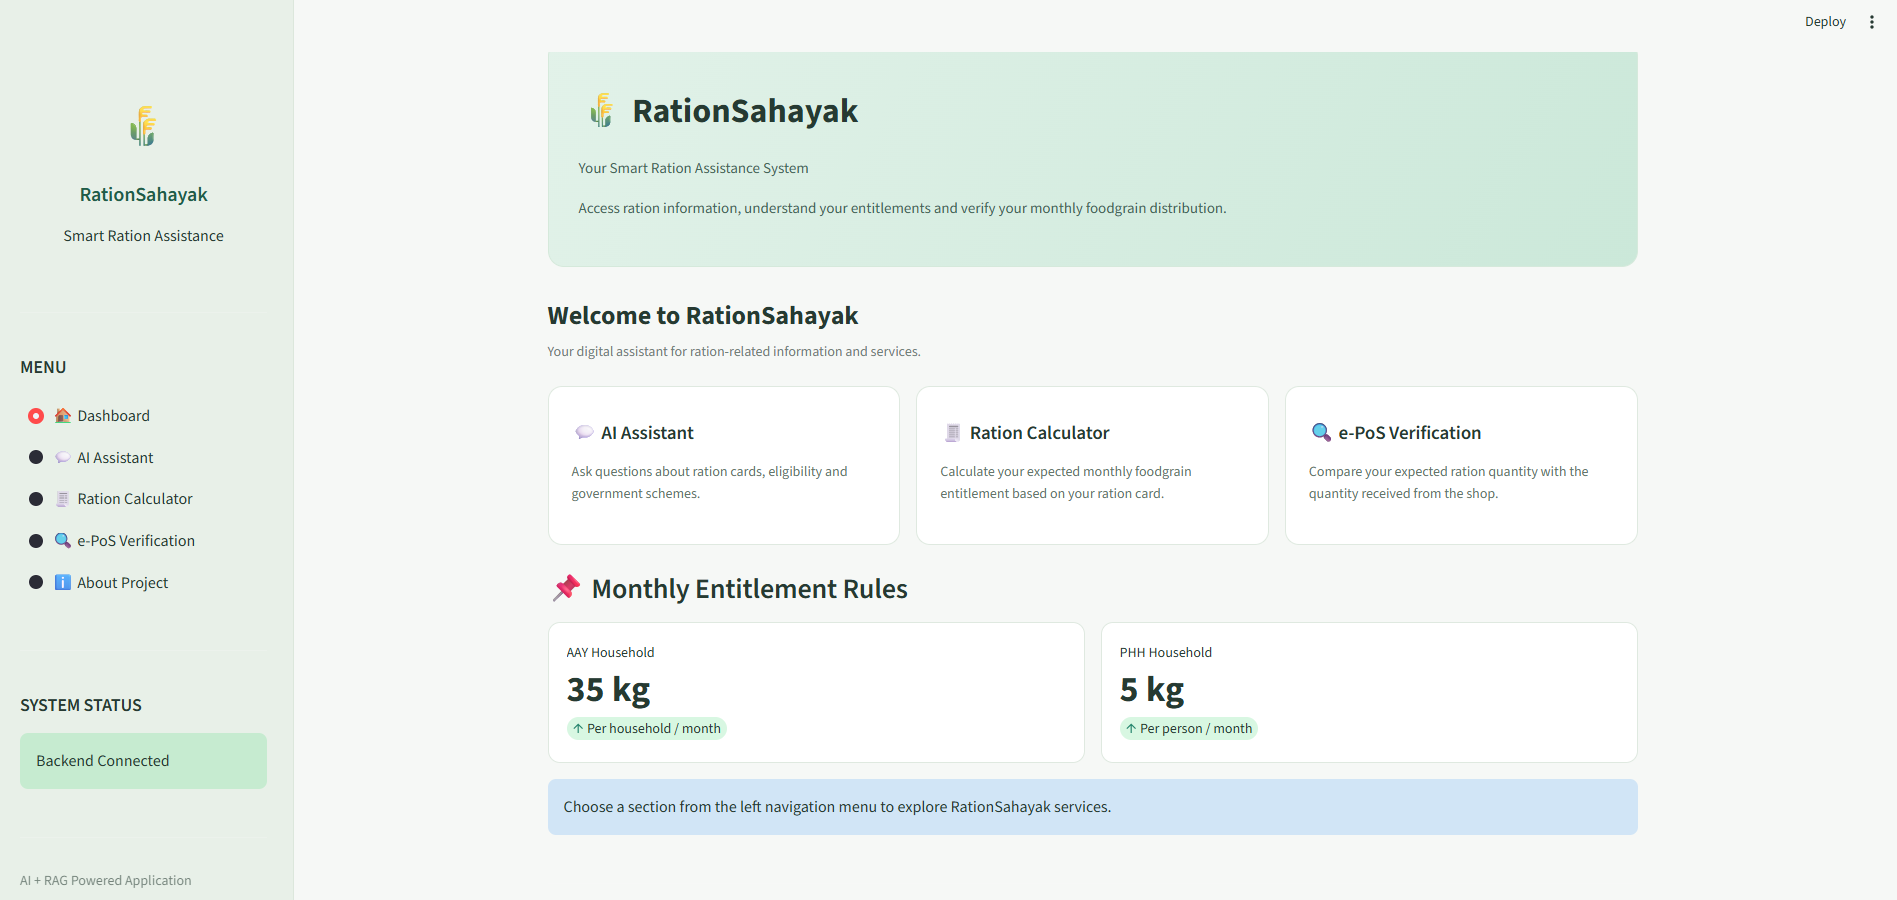 Deploy
RationSahayak
Smart Ration Assistance
MENU
Dashboard
AI Assistant
Ration Calculator
e-PoS Verification
About Project
SYSTEM STATUS
Backend Connected
AI + RAG Powered Application
RationSahayak
Your Smart Ration Assistance System
Access ration information, understand your entitlements and verify your monthly foodgrain distribution.
Welcome to RationSahayak
Your digital assistant for ration-related information and services.
AI Assistant
Ask questions about ration cards, eligibility and
government schemes.
Ration Calculator
Calculate your expected monthly foodgrain
entitlement based on your ration card.
e-PoS Verification
Compare your expected ration quantity with the
quantity received from the shop.
Monthly Entitlement Rules
AAY Household
35 kg
↑ Per household / month
PHH Household
5 kg
↑ Per person / month
Choose a section from the left navigation menu to explore RationSahayak services.